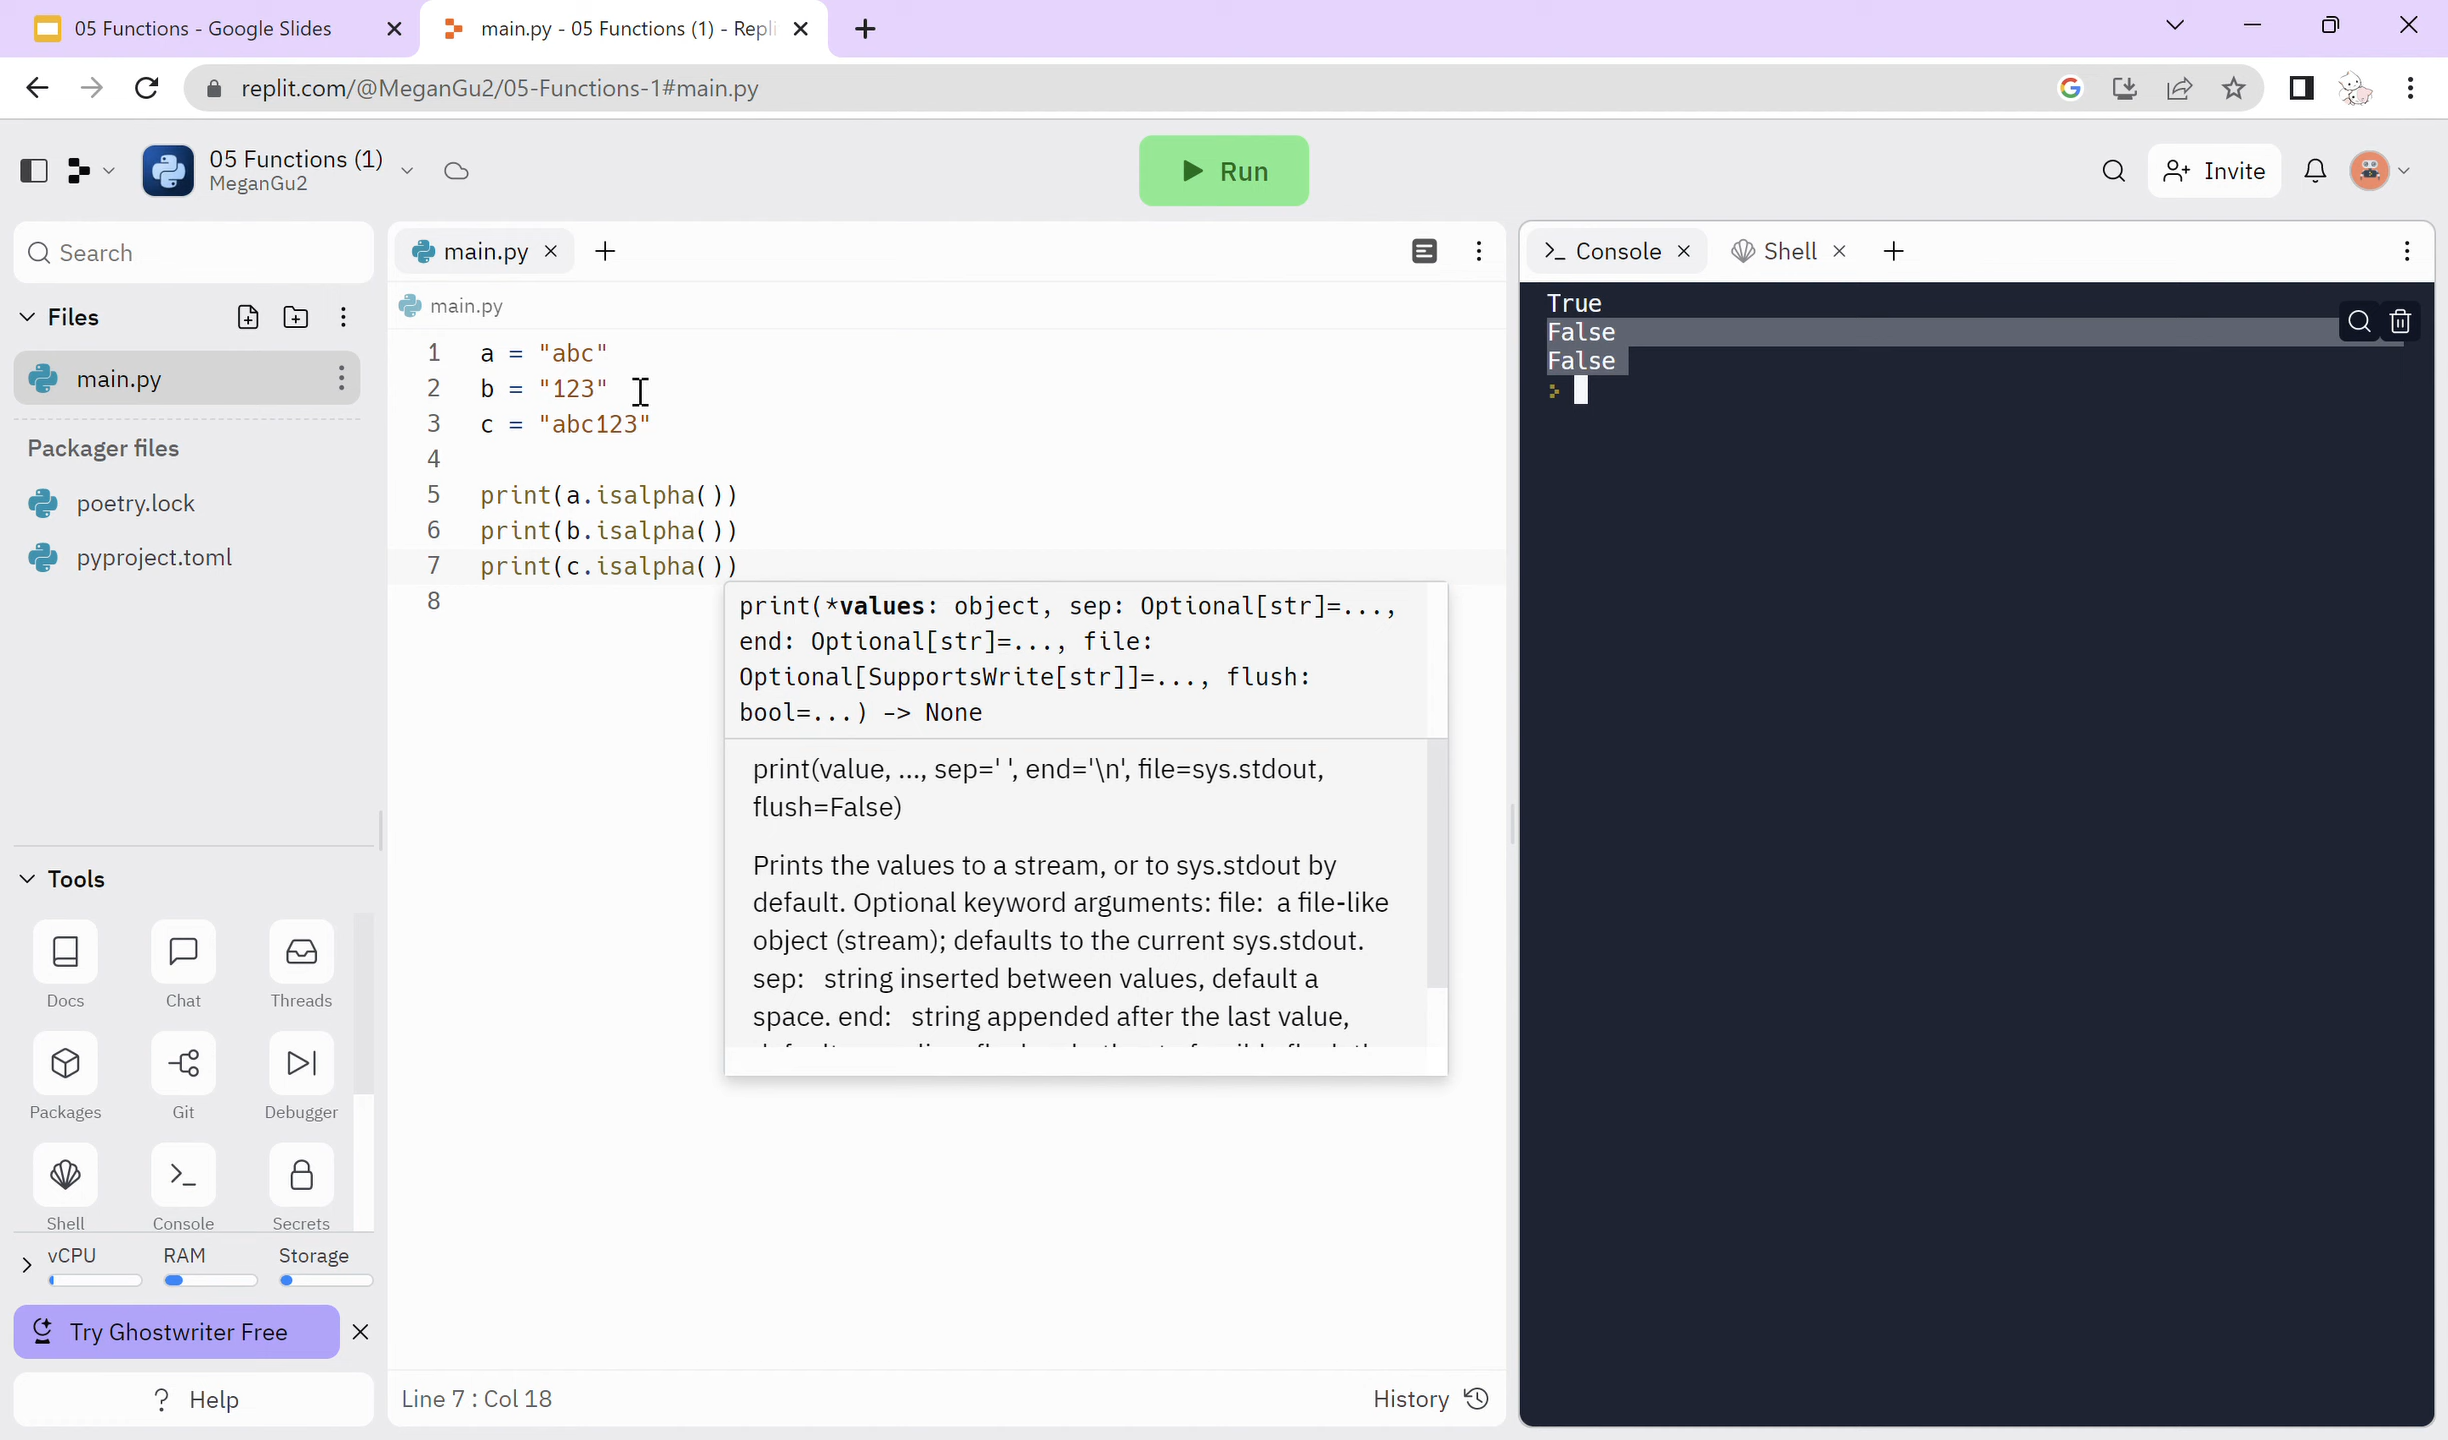 05 Functions - Google Slides
main.py - 05 Functions (1) - Repli
replit.com/@MeganGu2/05-Functions-1#main.py
05 Functions (1)
MeganGu2
Run
Invite
Search
Files
main.py
Packager files
poetry.lock
pyproject.toml
Tools
Docs Chat Threads
Packages Git Debugger
Shell Console Secrets
vCPU RAM Storage
Try Ghostwriter Free
? Help
main.py
main.py
1 a = "abc"
2 b = "123"
3 c = "abc123"
4
5 print(a.isalpha())
6 print(b.isalpha())
7 print(c.isalpha())
8
print(*values: object, sep: Optional[str]=...,
end: Optional[str]=..., file:
Optional[SupportsWrite[str]]=..., flush:
bool=...) -> None
print(value, ..., sep=' ', end='\n', file=sys.stdout,
flush=False)
Prints the values to a stream, or to sys.stdout by
default. Optional keyword arguments: file: a file-like
object (stream); defaults to the current sys.stdout.
sep: string inserted between values, default a
space. end: string appended after the last value,
Line 7 : Col 18
History
Console
Shell
True
False
False